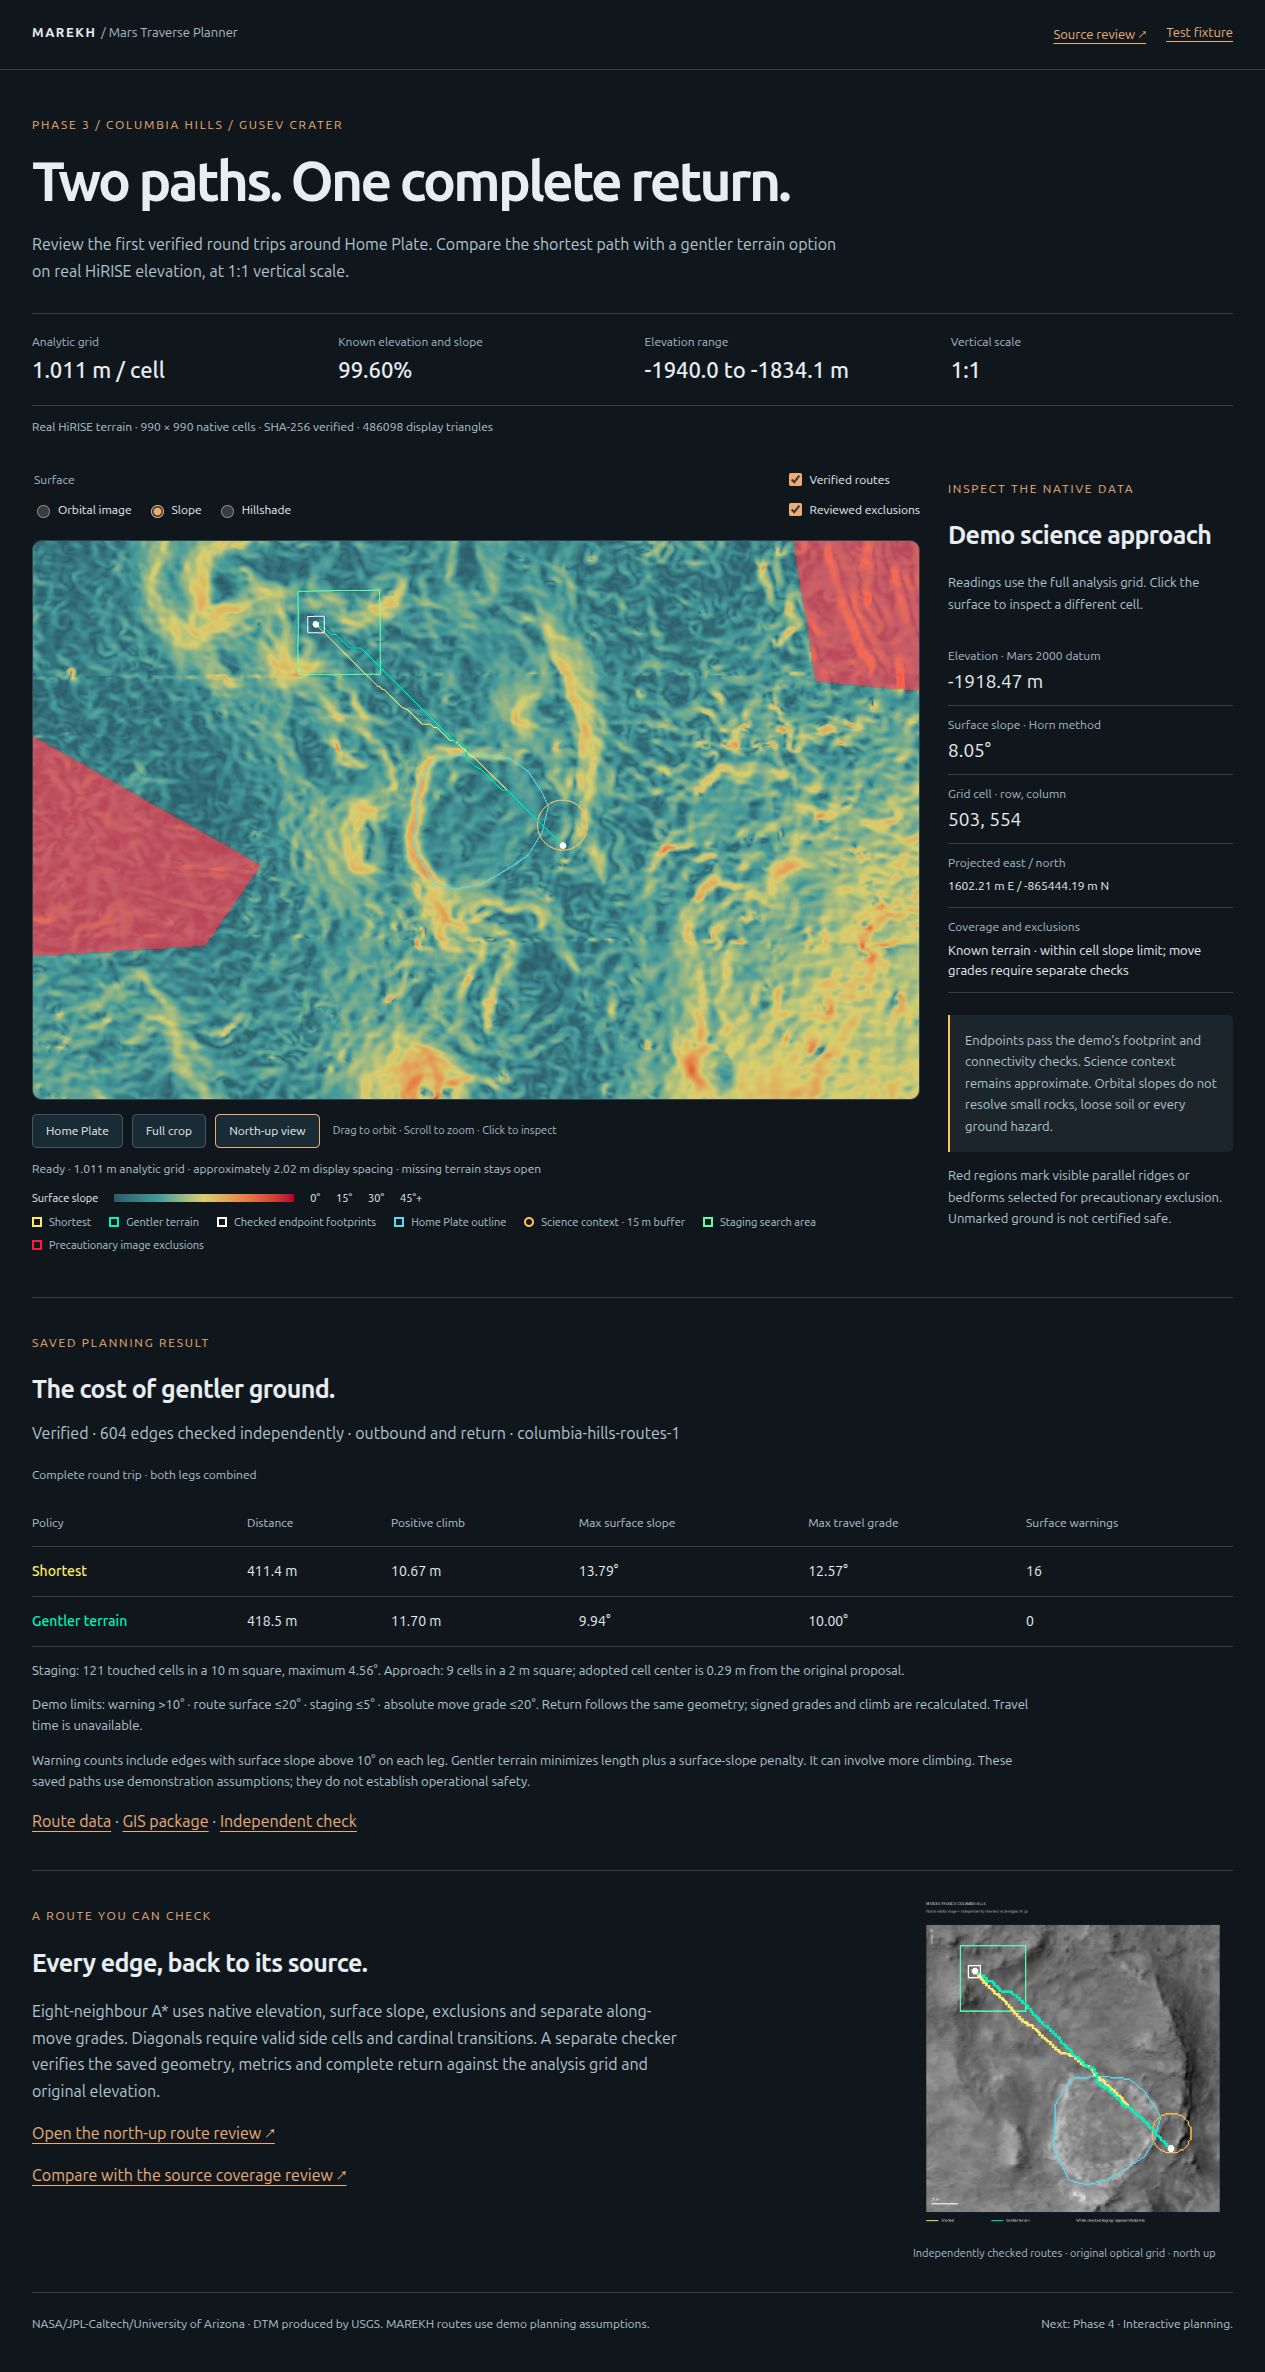 MAREKH / Mars Traverse Planner
Source review ↗ Test fixture
PHASE 3 / COLUMBIA HILLS / GUSEV CRATER
Two paths. One complete return.
Review the first verified round trips around Home Plate. Compare the shortest path with a gentler terrain option
on real HiRISE elevation, at 1:1 vertical scale.
Analytic grid
1.011 m / cell
Known elevation and slope
99.60%
Elevation range
-1940.0 to -1834.1 m
Vertical scale
1:1
Real HiRISE terrain · 990 × 990 native cells · SHA-256 verified · 486098 display triangles
Surface
Orbital image Slope Hillshade
Verified routes
Reviewed exclusions
Home Plate Full crop North-up view Drag to orbit · Scroll to zoom · Click to inspect
Ready · 1.011 m analytic grid · approximately 2.02 m display spacing · missing terrain stays open
Surface slope 0° 15° 30° 45°+
Shortest Gentler terrain Checked endpoint footprints Home Plate outline Science context · 15 m buffer Staging search area
Precautionary image exclusions
INSPECT THE NATIVE DATA
Demo science approach
Readings use the full analysis grid. Click the
surface to inspect a different cell.
Elevation · Mars 2000 datum
-1918.47 m
Surface slope · Horn method
8.05°
Grid cell · row, column
503, 554
Projected east / north
1602.21 m E / -865444.19 m N
Coverage and exclusions
Known terrain · within cell slope limit; move
grades require separate checks
Endpoints pass the demo's footprint and
connectivity checks. Science context
remains approximate. Orbital slopes do not
resolve small rocks, loose soil or every
ground hazard.
Red regions mark visible parallel ridges or
bedforms selected for precautionary exclusion.
Unmarked ground is not certified safe.
SAVED PLANNING RESULT
The cost of gentler ground.
Verified · 604 edges checked independently · outbound and return · columbia-hills-routes-1
Complete round trip · both legs combined
Policy Distance Positive climb Max surface slope Max travel grade Surface warnings
Shortest 411.4 m 10.67 m 13.79° 12.57° 16
Gentler terrain 418.5 m 11.70 m 9.94° 10.00° 0
Staging: 121 touched cells in a 10 m square, maximum 4.56°. Approach: 9 cells in a 2 m square; adopted cell center is 0.29 m from the original proposal.
Demo limits: warning >10° · route surface ≤20° · staging ≤5° · absolute move grade ≤20°. Return follows the same geometry; signed grades and climb are recalculated. Travel
time is unavailable.
Warning counts include edges with surface slope above 10° on each leg. Gentler terrain minimizes length plus a surface-slope penalty. It can involve more climbing. These
saved paths use demonstration assumptions; they do not establish operational safety.
Route data · GIS package · Independent check
A ROUTE YOU CAN CHECK
Every edge, back to its source.
Eight-neighbour A* uses native elevation, surface slope, exclusions and separate along-
move grades. Diagonals require valid side cells and cardinal transitions. A separate checker
verifies the saved geometry, metrics and complete return against the analysis grid and
original elevation.
Open the north-up route review ↗
Compare with the source coverage review ↗
Shortest Gentler terrain
Independently checked routes · original optical grid · north up
NASA/JPL-Caltech/University of Arizona · DTM produced by USGS. MAREKH routes use demo planning assumptions.
Next: Phase 4 · Interactive planning.